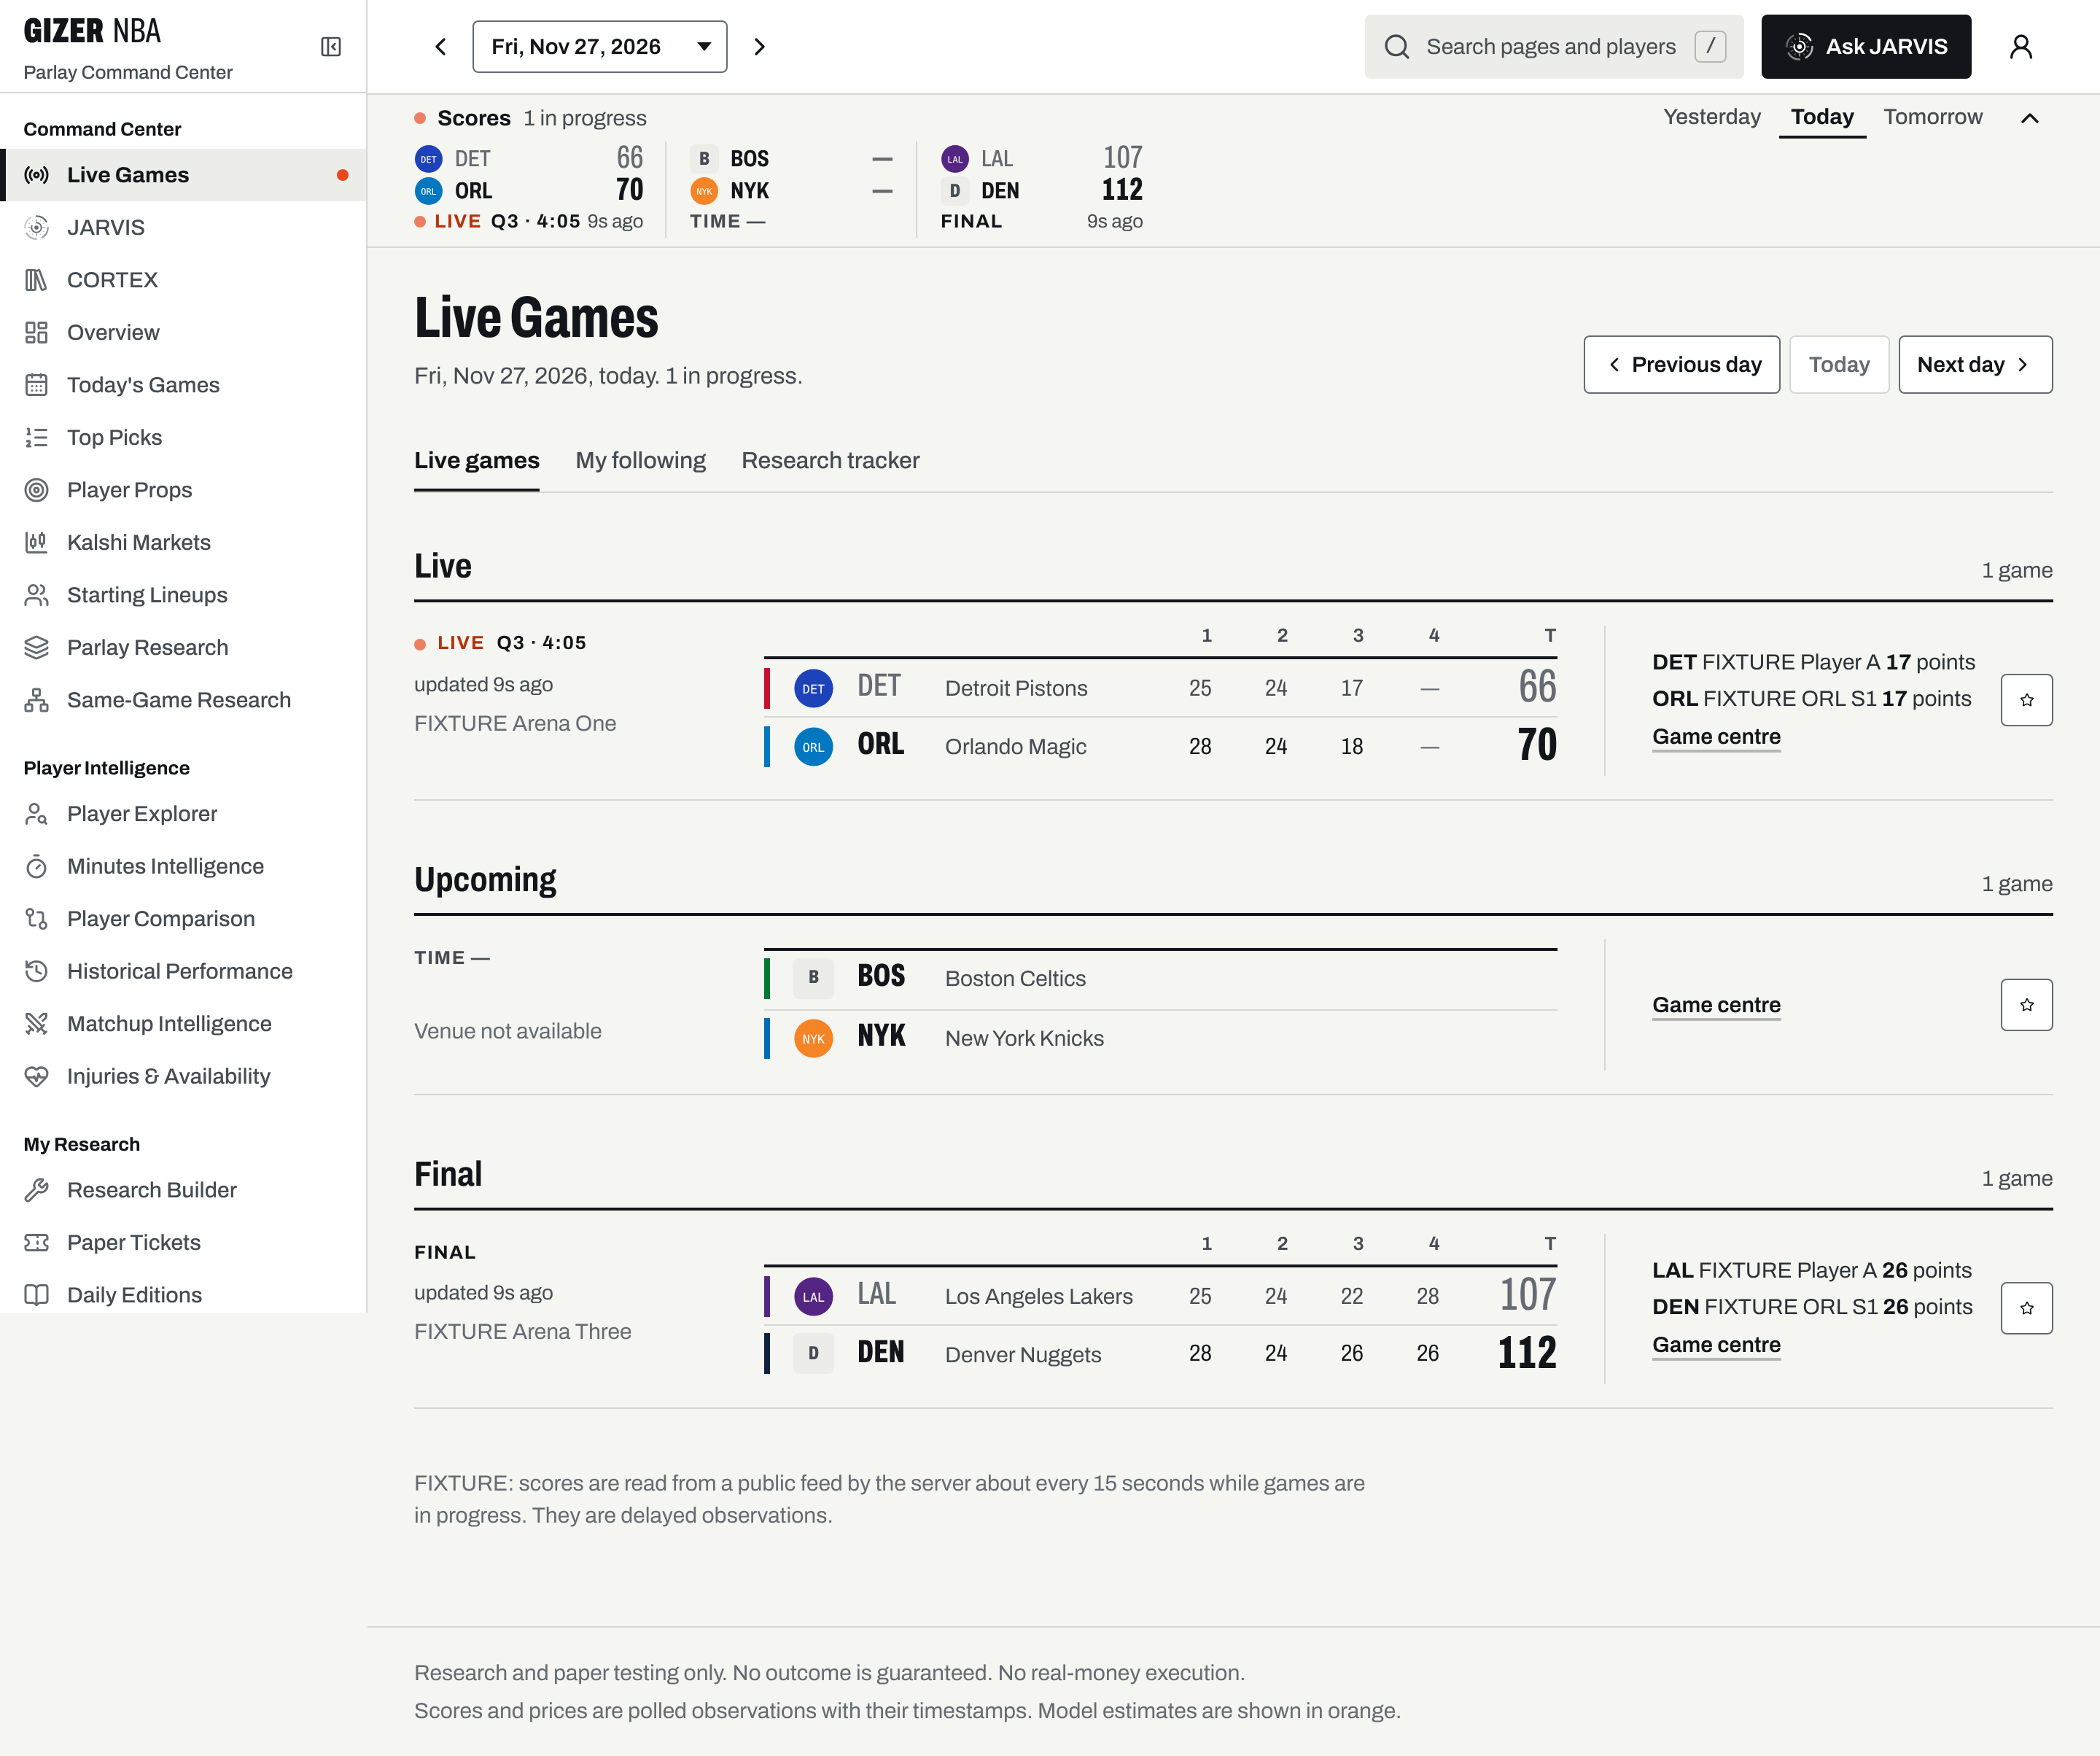 GIZER NBA
Parlay Command Center
Command Center
Live Games
JARVIS
CORTEX
Overview
Today's Games
Top Picks
Player Props
Kalshi Markets
Starting Lineups
Parlay Research
Same-Game Research
Player Intelligence
Player Explorer
Minutes Intelligence
Player Comparison
Historical Performance
Matchup Intelligence
Injuries & Availability
My Research
Research Builder
Paper Tickets
Daily Editions
Fri, Nov 27, 2026
Search pages and players /
Ask JARVIS
Scores 1 in progress
Yesterday Today Tomorrow
DET DET 66
ORL ORL 70
LIVE Q3 · 4:05 9s ago
B BOS —
NYK NYK —
TIME —
LAL LAL 107
D DEN 112
FINAL 9s ago
Live Games
Fri, Nov 27, 2026, today. 1 in progress.
Previous day Today Next day
Live games My following Research tracker
Live 1 game
LIVE Q3 · 4:05
updated 9s ago
FIXTURE Arena One
1 2 3 4 T
DET DET Detroit Pistons 25 24 17 — 66
ORL ORL Orlando Magic 28 24 18 — 70
DET FIXTURE Player A 17 points
ORL FIXTURE ORL S1 17 points
Game centre
Upcoming 1 game
TIME —
Venue not available
B BOS Boston Celtics
NYK NYK New York Knicks
Game centre
Final 1 game
FINAL
updated 9s ago
FIXTURE Arena Three
1 2 3 4 T
LAL LAL Los Angeles Lakers 25 24 22 28 107
D DEN Denver Nuggets 28 24 26 26 112
LAL FIXTURE Player A 26 points
DEN FIXTURE ORL S1 26 points
Game centre
FIXTURE: scores are read from a public feed by the server about every 15 seconds while games are
in progress. They are delayed observations.
Research and paper testing only. No outcome is guaranteed. No real-money execution.
Scores and prices are polled observations with their timestamps. Model estimates are shown in orange.